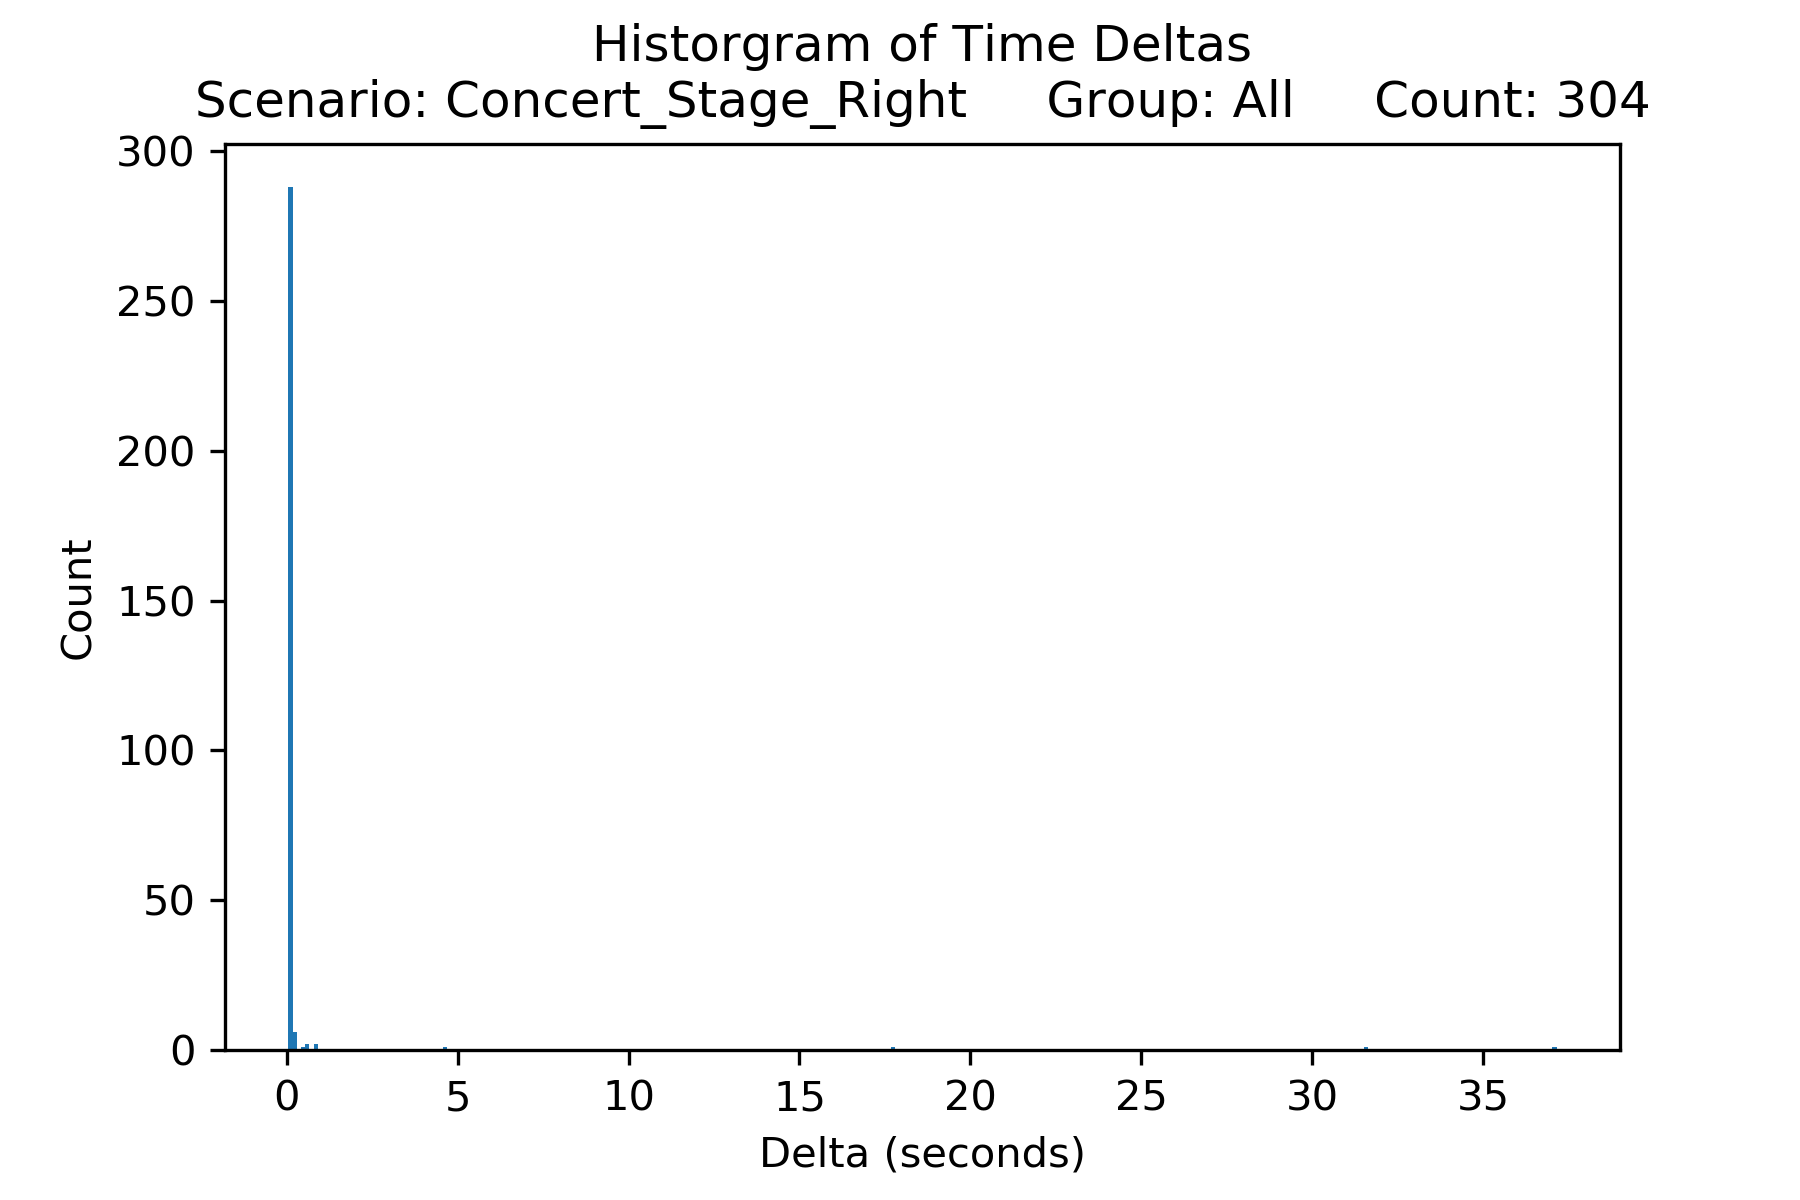 Historgram of Time Deltas
Scenario: Concert_Stage_Right     Group: All     Count: 304
300
250
200
150
100
50
0
Count
0 5 10 15 20 25 30 35
Delta (seconds)